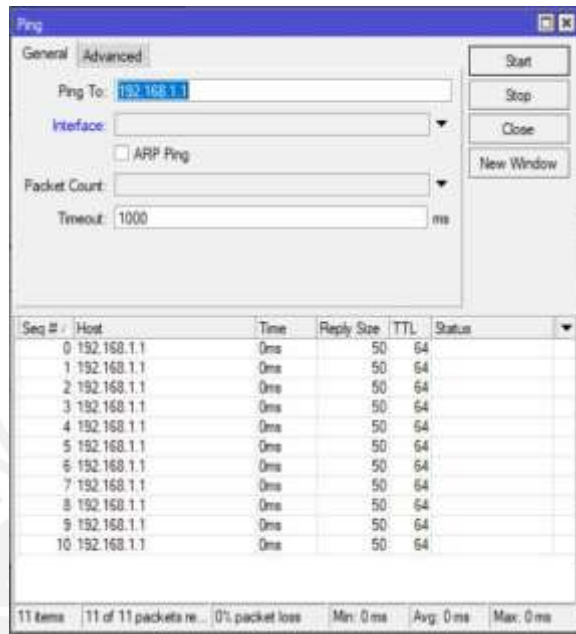 Ping
General Advanced
Start
Ping To: 192.168.1.1
Stop
Interface:
Close
ARP Ping
New Window
Packet Count:
Timeout: 1000 ms
Seq # Host Time Reply Size TTL Status
0 192.168.1.1 0ms 50 64
1 192.168.1.1 0ms 50 64
2 192.168.1.1 0ms 50 64
3 192.168.1.1 0ms 50 64
4 192.168.1.1 0ms 50 64
5 192.168.1.1 0ms 50 64
6 192.168.1.1 0ms 50 64
7 192.168.1.1 0ms 50 64
8 192.168.1.1 0ms 50 64
9 192.168.1.1 0ms 50 64
10 192.168.1.1 0ms 50 64
11 items 11 of 11 packets re... 0% packet loss Min: 0 ms Avg: 0 ms Max: 0 ms